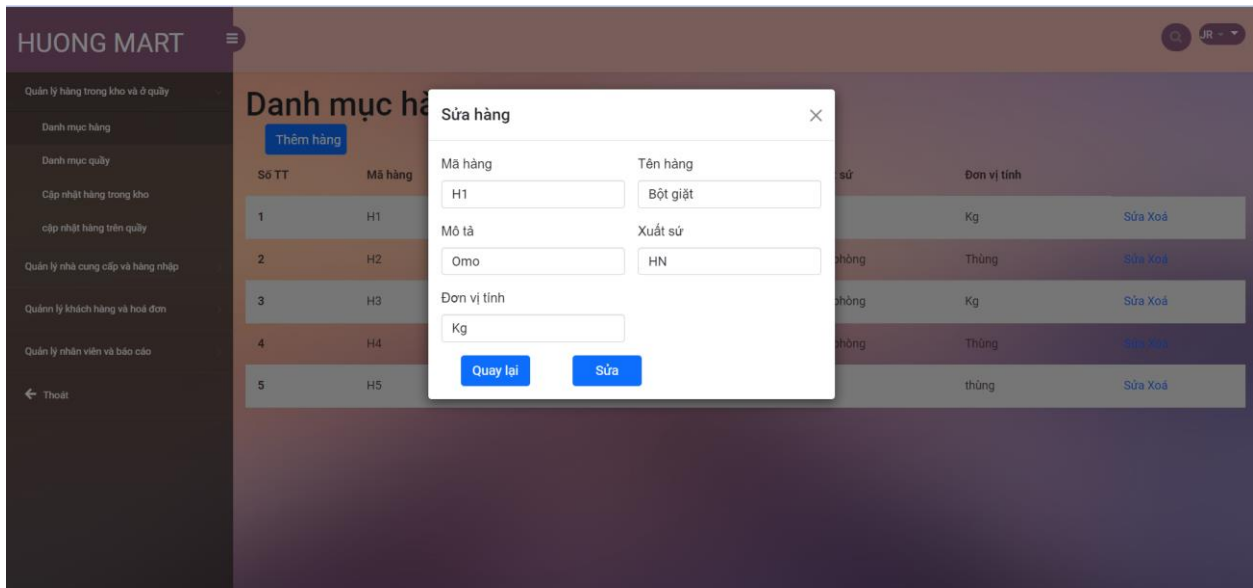 HUONG MART
JR
Quản lý hàng trong kho và ở quầy
Danh mục hàng
Danh mục quầy
Cập nhật hàng trong kho
cập nhật hàng trên quầy
Quản lý nhà cung cấp và hàng nhập
Quảnn lý khách hàng và hoá đơn
Quản lý nhân viên và báo cáo
Thoát
Danh mục hà
Thêm hàng
Số TT Mã hàng sứ Đơn vị tính
1 H1 Kg Sửa Xoá
2 H2 phòng Thùng Sửa Xoá
3 H3 phòng Kg Sửa Xoá
4 H4 phòng Thùng Sửa Xoá
5 H5 thùng Sửa Xoá
Sửa hàng
Mã hàng Tên hàng
H1 Bột giặt
Mô tả Xuất sứ
Omo HN
Đơn vị tính
Kg
Quay lại Sửa